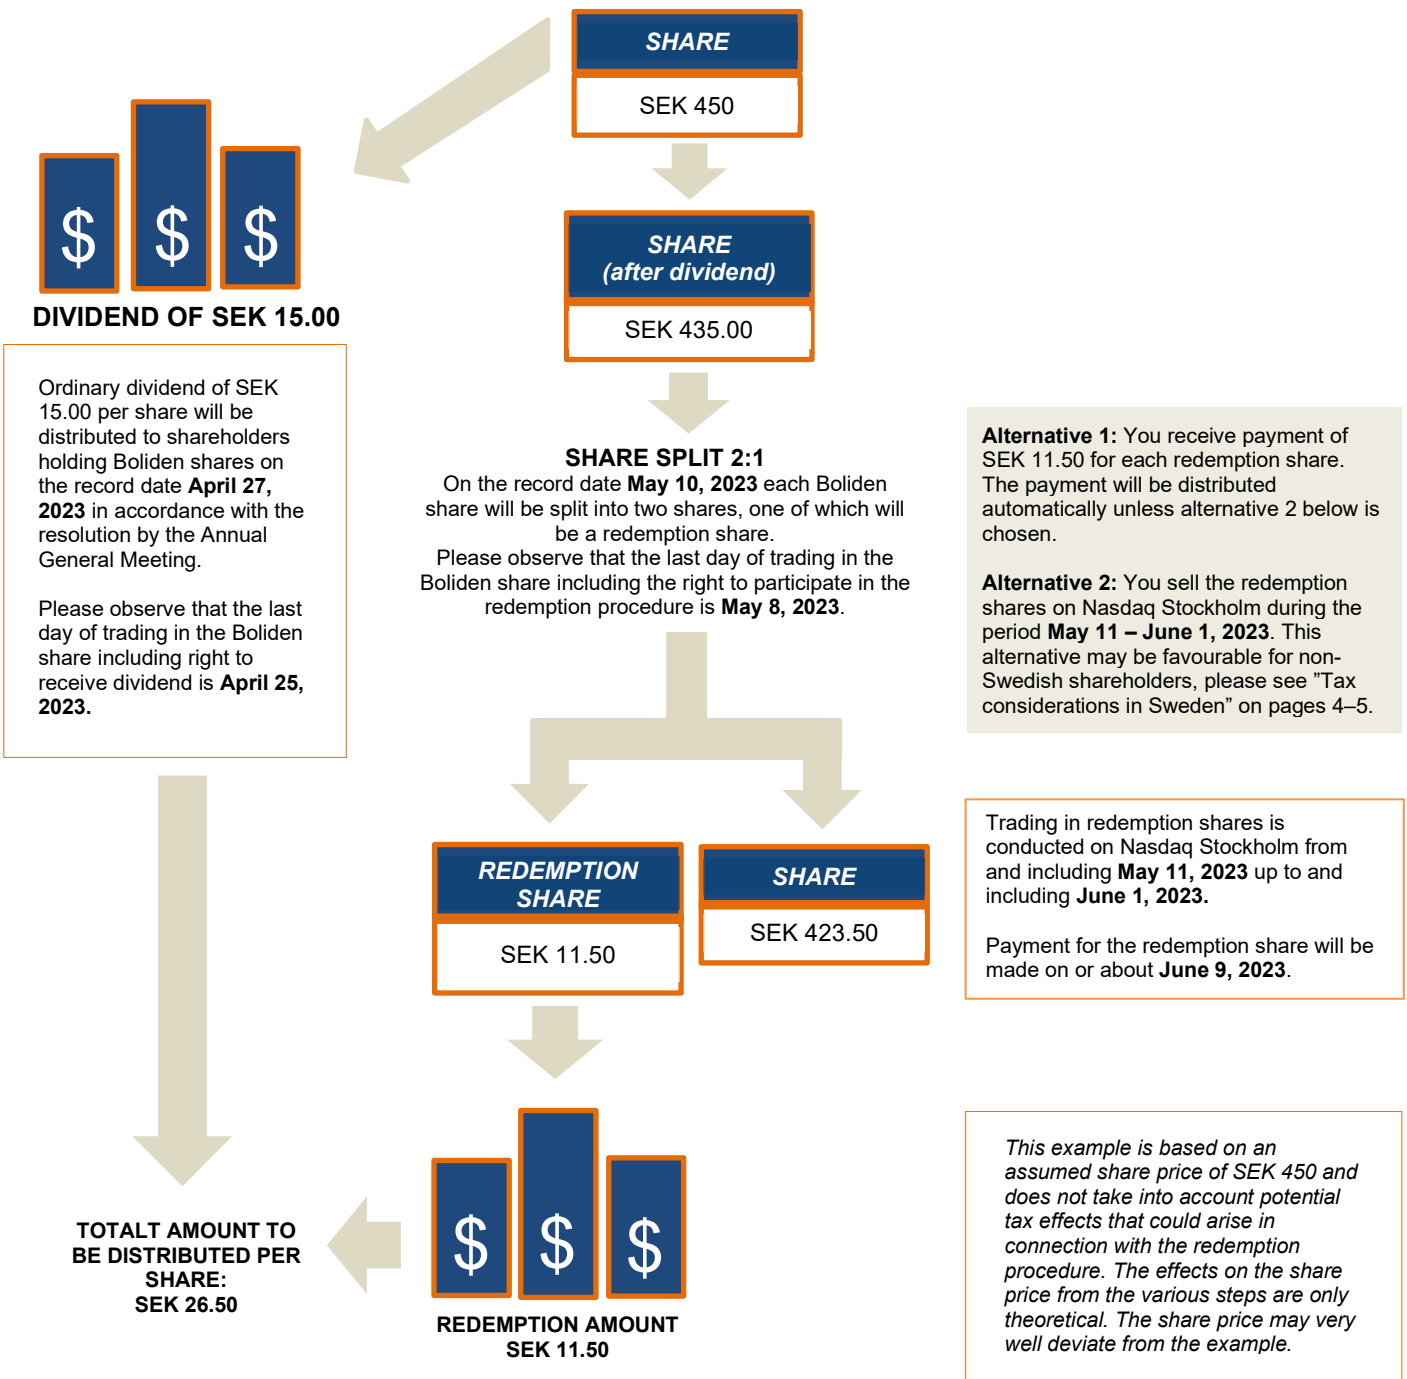 SHARE
SEK 450
$
$
$
DIVIDEND OF SEK 15.00
SHARE
(after dividend)
SEK 435.00
Ordinary dividend of SEK
15.00 per share will be
distributed to shareholders
holding Boliden shares on
the record date April 27,
2023 in accordance with the
resolution by the Annual
General Meeting.
Please observe that the last
day of trading in the Boliden
share including right to
receive dividend is April 25,
2023.
SHARE SPLIT 2:1
On the record date May 10, 2023 each Boliden
share will be split into two shares, one of which will
be a redemption share.
Please observe that the last day of trading in the
Boliden share including the right to participate in the
redemption procedure is May 8, 2023.
Alternative 1: You receive payment of
SEK 11.50 for each redemption share.
The payment will be distributed
automatically unless alternative 2 below is
chosen.
Alternative 2: You sell the redemption
shares on Nasdaq Stockholm during the
period May 11 – June 1, 2023. This
alternative may be favourable for non-
Swedish shareholders, please see ”Tax
considerations in Sweden” on pages 4–5.
REDEMPTION
SHARE
SEK 11.50
SHARE
SEK 423.50
Trading in redemption shares is
conducted on Nasdaq Stockholm from
and including May 11, 2023 up to and
including June 1, 2023.
Payment for the redemption share will be
made on or about June 9, 2023.
TOTALT AMOUNT TO
BE DISTRIBUTED PER
SHARE:
SEK 26.50
$
$
$
REDEMPTION AMOUNT
SEK 11.50
This example is based on an
assumed share price of SEK 450 and
does not take into account potential
tax effects that could arise in
connection with the redemption
procedure. The effects on the share
price from the various steps are only
theoretical. The share price may very
well deviate from the example.